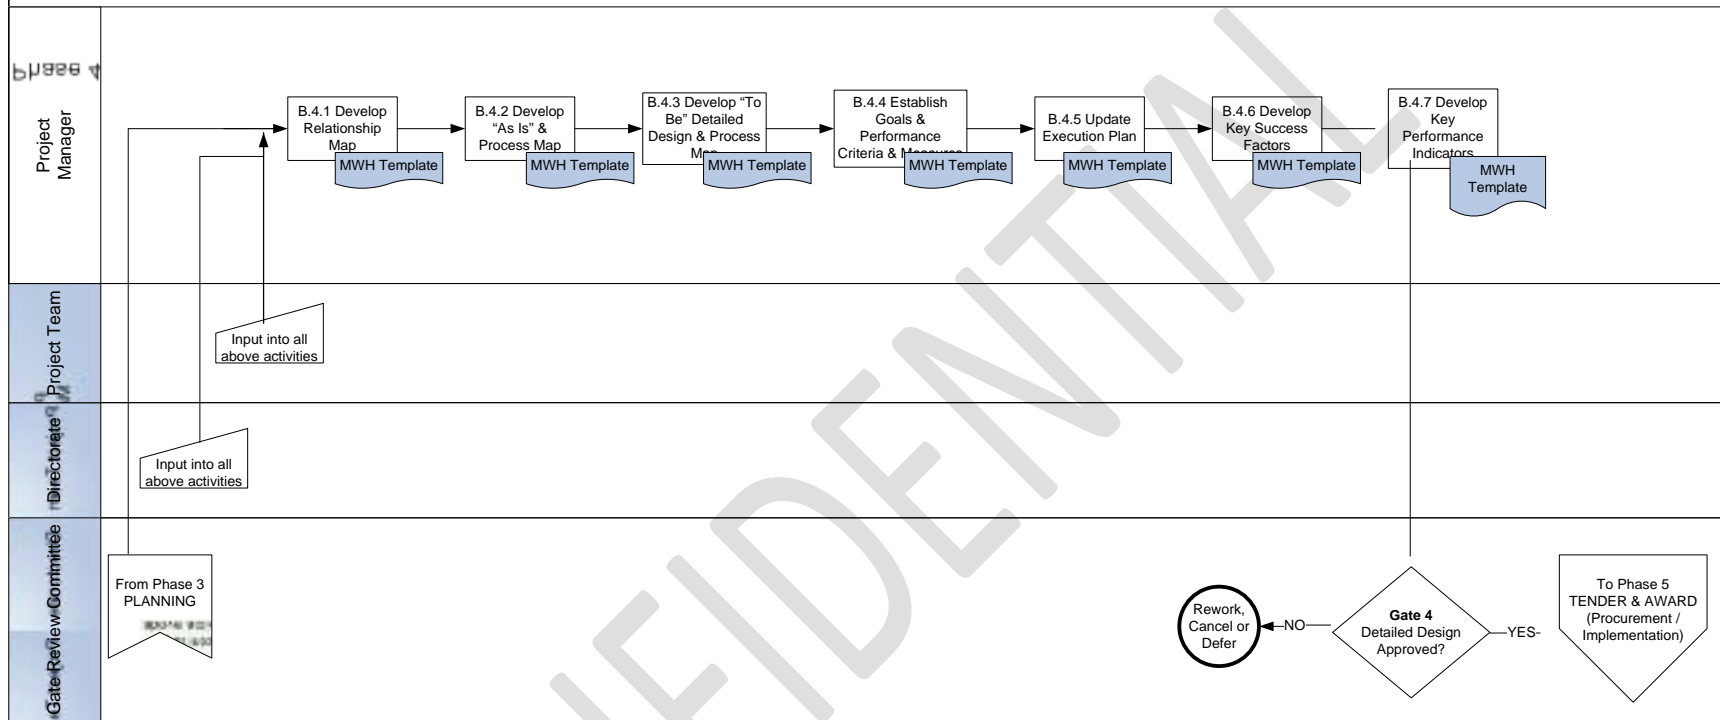 Phase 4
Project
Manager
B.4.1 Develop
Relationship
Map
MWH Template
B.4.2 Develop
“As Is” &
Process Map
MWH Template
B.4.3 Develop “To
Be” Detailed
Design & Process
Map
MWH Template
B.4.4 Establish
Goals &
Performance
Criteria & Measures
MWH Template
B.4.5 Update
Execution Plan
MWH Template
B.4.6 Develop
Key Success
Factors
MWH Template
B.4.7 Develop
Key
Performance
Indicators
MWH
Template
Project Team
Input into all
above activities
Directorate
Input into all
above activities
Gate Review Committee
From Phase 3
PLANNING
Rework,
Cancel or
Defer
NO
Gate 4
Detailed Design
Approved?
YES
To Phase 5
TENDER & AWARD
(Procurement /
Implementation)
FIDENTIAL